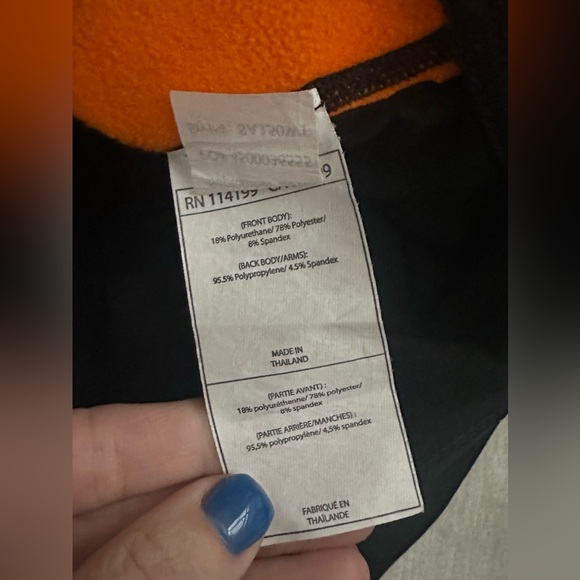 RN 114199
(FRONT BODY):
18% Polyurethane/ 78% Polyester/
8% Spandex
(BACK BODY/ARMS):
95.5% Polypropylene/ 4.5% Spandex
MADE IN
THAILAND
(PARTIE AVANT) :
18% polyuréthanne/ 78% polyester/
8% spandex
(PARTIE ARRIÈRE/MANCHES) :
95,5% polypropylène/ 4,5% spandex
FABRIQUÉ EN
THAÏLANDE